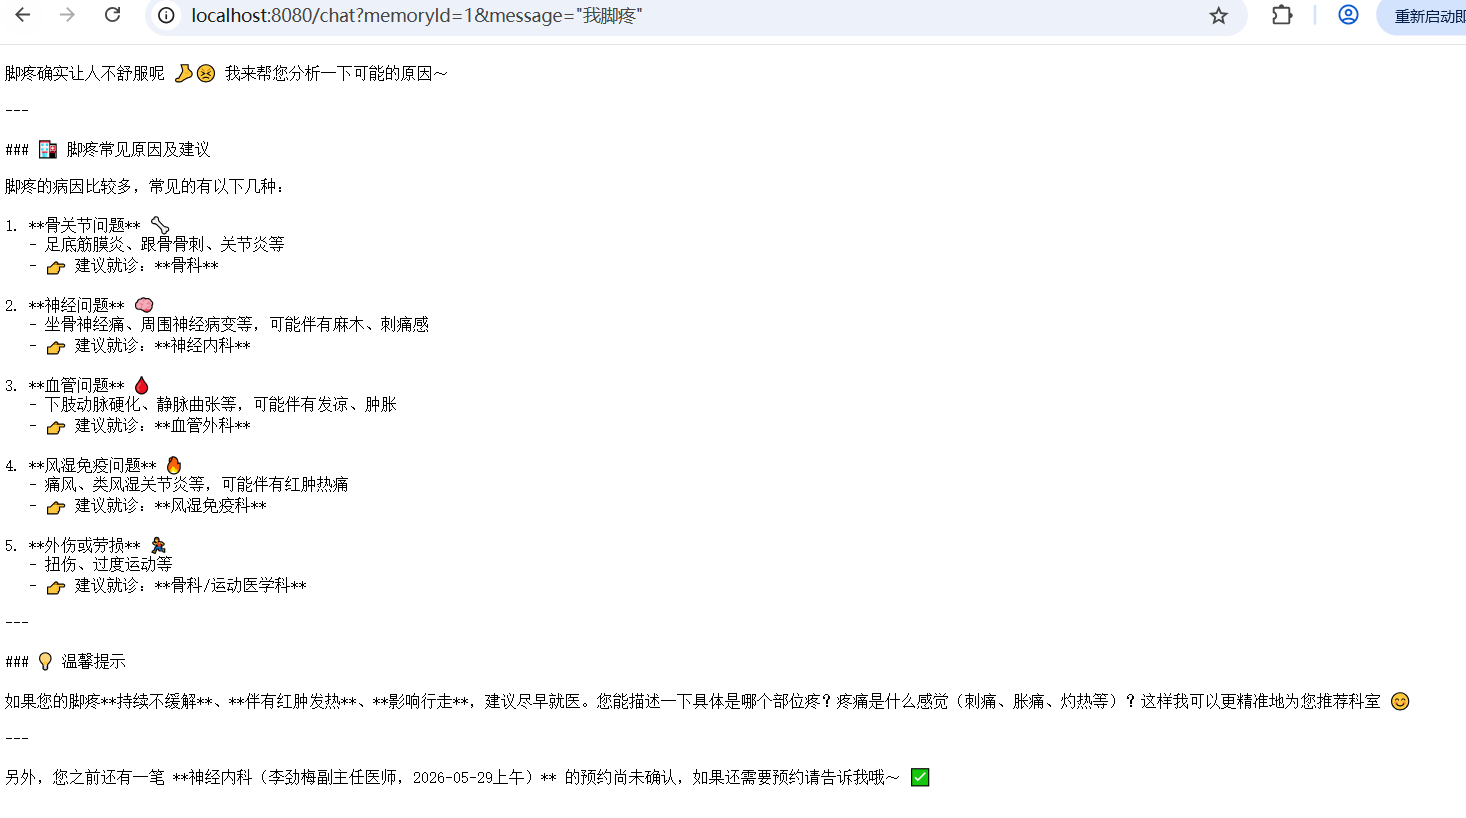 localhost:8080/chat?memoryId=1&message="我脚疼"
重新启动即
脚疼确实让人不舒服呢 🦶😣 我来帮您分析一下可能的原因~
---
### 🏥 脚疼常见原因及建议
脚疼的病因比较多，常见的有以下几种：
1. **骨关节问题** 🦴
- 足底筋膜炎、跟骨骨刺、关节炎等
- 👉 建议就诊：**骨科**
2. **神经问题** 🧠
- 坐骨神经痛、周围神经病变等，可能伴有麻木、刺痛感
- 👉 建议就诊：**神经内科**
3. **血管问题** 🩸
- 下肢动脉硬化、静脉曲张等，可能伴有发凉、肿胀
- 👉 建议就诊：**血管外科**
4. **风湿免疫问题** 🔥
- 痛风、类风湿关节炎等，可能伴有红肿热痛
- 👉 建议就诊：**风湿免疫科**
5. **外伤或劳损** 🏃
- 扭伤、过度运动等
- 👉 建议就诊：**骨科/运动医学科**
---
### 💡 温馨提示
如果您的脚疼**持续不缓解**、**伴有红肿发热**、**影响行走**，建议尽早就医。您能描述一下具体是哪个部位疼？疼痛是什么感觉（刺痛、胀痛、灼热等）？这样我可以更精准地为您推荐科室 😊
---
另外，您之前还有一笔 **神经内科（李劲梅副主任医师，2026-05-29上午）** 的预约尚未确认，如果还需要预约请告诉我哦~ ✅